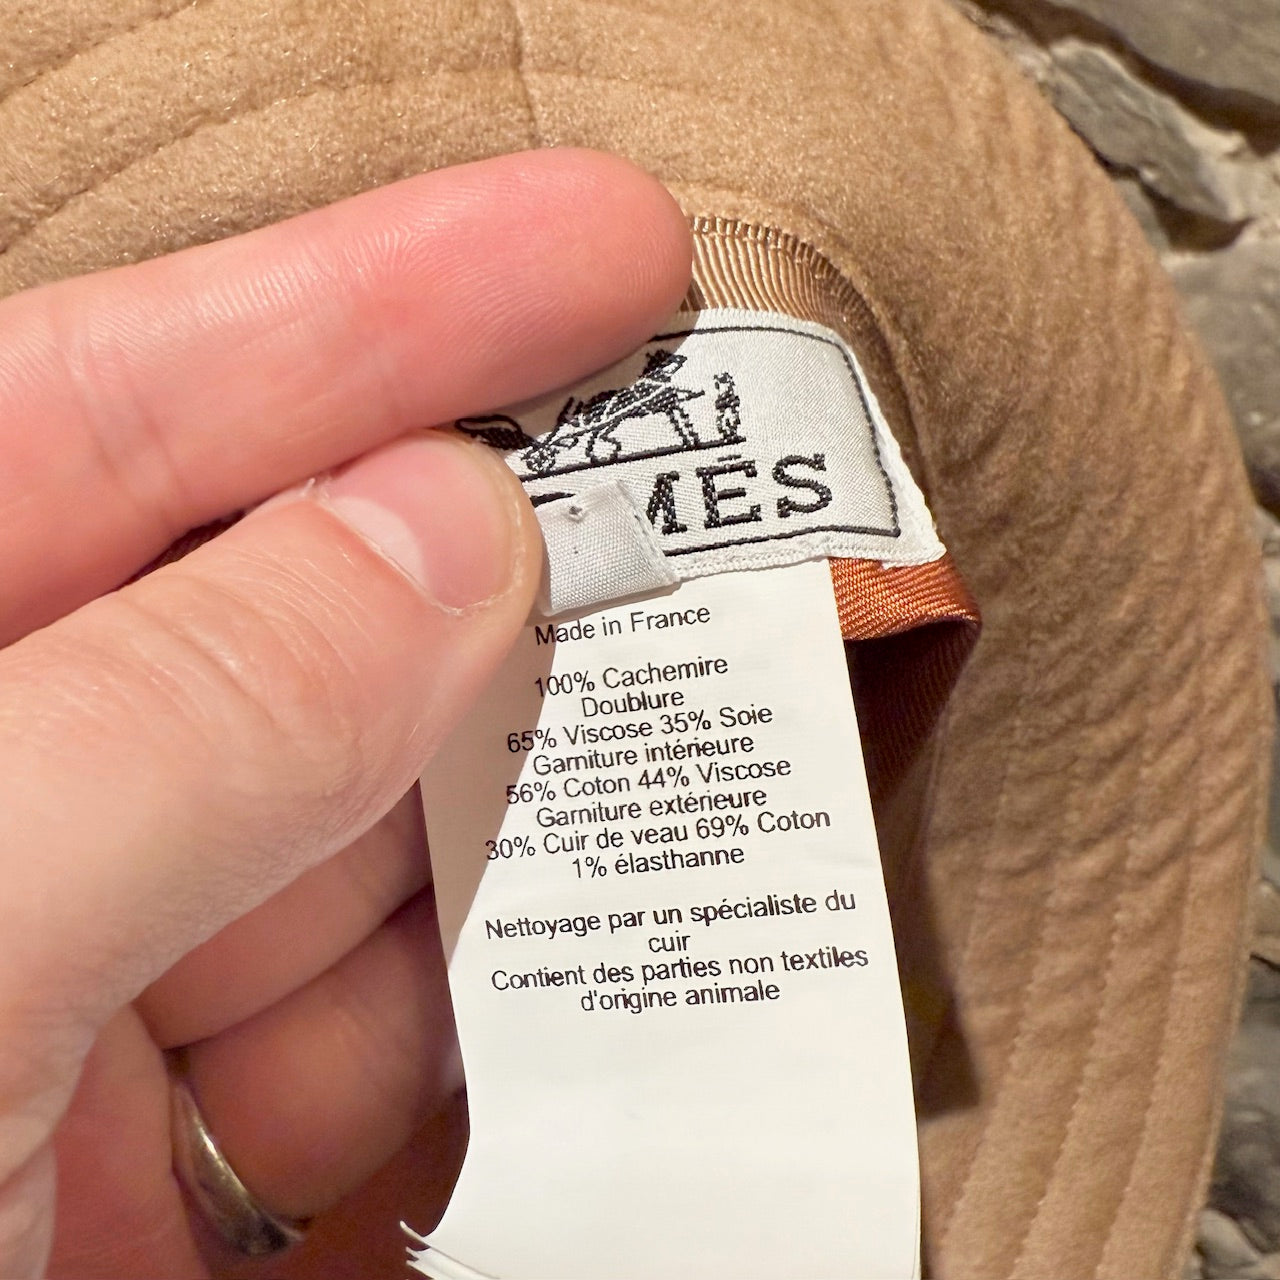 MES
Made in France
100% Cachemire
Doublure
65% Viscose 35% Soie
Garniture intérieure
56% Coton 44% Viscose
Garniture extérieure
30% Cuir de veau 69% Coton
1% élasthanne
Nettoyage par un spécialiste du
cuir
Contient des parties non textiles
d'origine animale